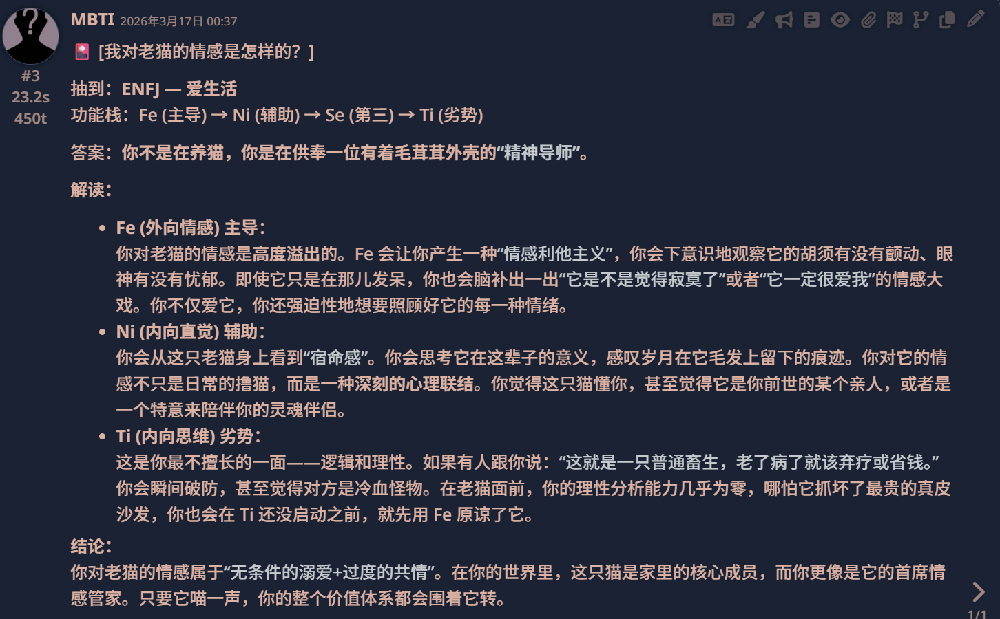 MBTI 2026年3月17日 00:37
#3
23.2s
450t
[我对老猫的情感是怎样的？]
抽到：ENFJ — 爱生活
功能栈：Fe (主导) → Ni (辅助) → Se (第三) → Ti (劣势)
答案：你不是在养猫，你是在供奉一位有着毛茸茸外壳的“精神导师”。
解读：
• Fe (外向情感) 主导：
你对老猫的情感是高度溢出的。Fe 会让你产生一种“情感利他主义”，你会下意识地观察它的胡须有没有颤动、眼
神有没有忧郁。即使它只是在那儿发呆，你也会脑补出一出“它是不是觉得寂寞了”或者“它一定很爱我”的情感大
戏。你不仅爱它，你还强迫性地想要照顾好它的每一种情绪。
• Ni (内向直觉) 辅助：
你会从这只老猫身上看到“宿命感”。你会思考它在这辈子的意义，感叹岁月在它毛发上留下的痕迹。你对它的情
感不只是日常的撸猫，而是一种深刻的心理联结。你觉得这只猫懂你，甚至觉得它是你前世的某个亲人，或者是
一个特意来陪伴你的灵魂伴侣。
• Ti (内向思维) 劣势：
这是你最不擅长的一面——逻辑和理性。如果有人跟你说：“这就是一只普通畜生，老了病了就该弃疗或省钱。”
你会瞬间破防，甚至觉得对方是冷血怪物。在老猫面前，你的理性分析能力几乎为零，哪怕它抓坏了最贵的真皮
沙发，你也会在 Ti 还没启动之前，就先用 Fe 原谅了它。
结论：
你对老猫的情感属于“无条件的溺爱+过度的共情”。在你的世界里，这只猫是家里的核心成员，而你更像是它的首席情
感管家。只要它喵一声，你的整个价值体系都会围着它转。
1/1